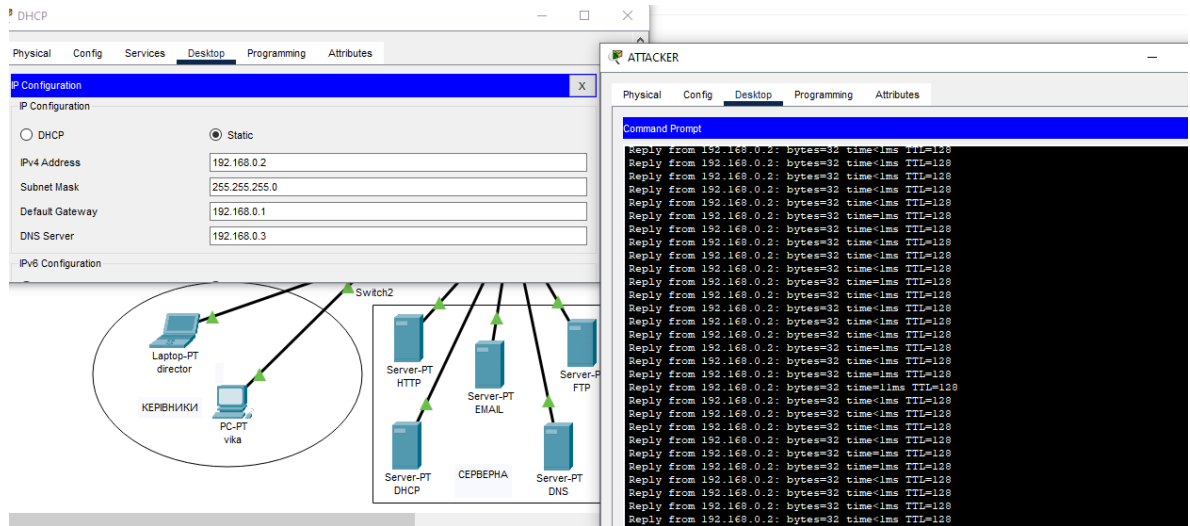 DHCP
Physical Config Services Desktop Programming Attributes
IP Configuration X
IP Configuration
DHCP Static
IPv4 Address 192.168.0.2
Subnet Mask 255.255.255.0
Default Gateway 192.168.0.1
DNS Server 192.168.0.3
IPv6 Configuration
Switch2
Laptop-PT
director
КЕРІВНИКИ
PC-PT
vika
Server-PT
HTTP
Server-PT
EMAIL
Server-P
FTP
Server-PT
DHCP
СЕРВЕРНА
Server-PT
DNS
ATTACKER
Physical Config Desktop Programming Attributes
Command Prompt
Reply from 192.168.0.2: bytes=32 time<1ms TTL=128
Reply from 192.168.0.2: bytes=32 time<1ms TTL=128
Reply from 192.168.0.2: bytes=32 time=1ms TTL=128
Reply from 192.168.0.2: bytes=32 time<1ms TTL=128
Reply from 192.168.0.2: bytes=32 time<1ms TTL=128
Reply from 192.168.0.2: bytes=32 time=1ms TTL=128
Reply from 192.168.0.2: bytes=32 time<1ms TTL=128
Reply from 192.168.0.2: bytes=32 time<1ms TTL=128
Reply from 192.168.0.2: bytes=32 time<1ms TTL=128
Reply from 192.168.0.2: bytes=32 time=1ms TTL=128
Reply from 192.168.0.2: bytes=32 time=1ms TTL=128
Reply from 192.168.0.2: bytes=32 time<1ms TTL=128
Reply from 192.168.0.2: bytes=32 time<1ms TTL=128
Reply from 192.168.0.2: bytes=32 time<1ms TTL=128
Reply from 192.168.0.2: bytes=32 time<1ms TTL=128
Reply from 192.168.0.2: bytes=32 time=1ms TTL=128
Reply from 192.168.0.2: bytes=32 time<1ms TTL=128
Reply from 192.168.0.2: bytes=32 time=1ms TTL=128
Reply from 192.168.0.2: bytes=32 time=11ms TTL=128
Reply from 192.168.0.2: bytes=32 time<1ms TTL=128
Reply from 192.168.0.2: bytes=32 time<1ms TTL=128
Reply from 192.168.0.2: bytes=32 time<1ms TTL=128
Reply from 192.168.0.2: bytes=32 time=1ms TTL=128
Reply from 192.168.0.2: bytes=32 time=1ms TTL=128
Reply from 192.168.0.2: bytes=32 time<1ms TTL=128
Reply from 192.168.0.2: bytes=32 time=1ms TTL=128
Reply from 192.168.0.2: bytes=32 time<1ms TTL=128
Reply from 192.168.0.2: bytes=32 time<1ms TTL=128
Reply from 192.168.0.2: bytes=32 time<1ms TTL=128